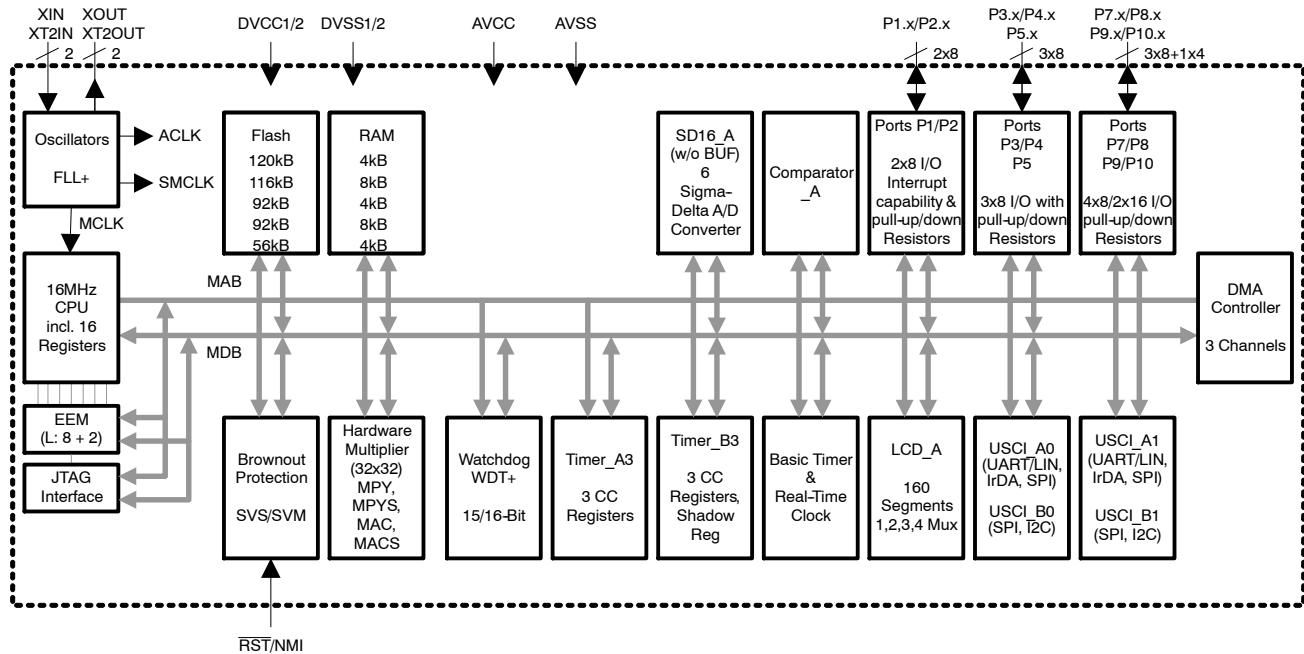 XIN
XT2IN
2
XOUT
XT2OUT
2
DVCC1/2
DVSS1/2
AVCC
AVSS
P1.x/P2.x
2x8
P3.x/P4.x
P5.x
3x8
P7.x/P8.x
P9.x/P10.x
3x8+1x4
Oscillators
FLL+
ACLK
SMCLK
MCLK
Flash
120kB
116kB
92kB
92kB
56kB
RAM
4kB
8kB
4kB
8kB
4kB
SD16_A
(w/o BUF)
6
Sigma-
Delta A/D
Converter
Comparator
_A
Ports P1/P2
2x8 I/O
Interrupt
capability &
pull-up/down
Resistors
Ports
P3/P4
P5
3x8 I/O with
pull-up/down
Resistors
Ports
P7/P8
P9/P10
4x8/2x16 I/O
pull-up/down
Resistors
16MHz
CPU
incl. 16
Registers
MAB
MDB
DMA
Controller
3 Channels
EEM
(L: 8 + 2)
JTAG
Interface
Brownout
Protection
SVS/SVM
Hardware
Multiplier
(32x32)
MPY,
MPYS,
MAC,
MACS
Watchdog
WDT+
15/16-Bit
Timer_A3
3 CC
Registers
Timer_B3
3 CC
Registers,
Shadow
Reg
Basic Timer
&
Real-Time
Clock
LCD_A
160
Segments
1,2,3,4 Mux
USCI_A0
(UART/LIN,
IrDA, SPI)
USCI_B0
(SPI, I2C)
USCI_A1
(UART/LIN,
IrDA, SPI)
USCI_B1
(SPI, I2C)
RST/NMI